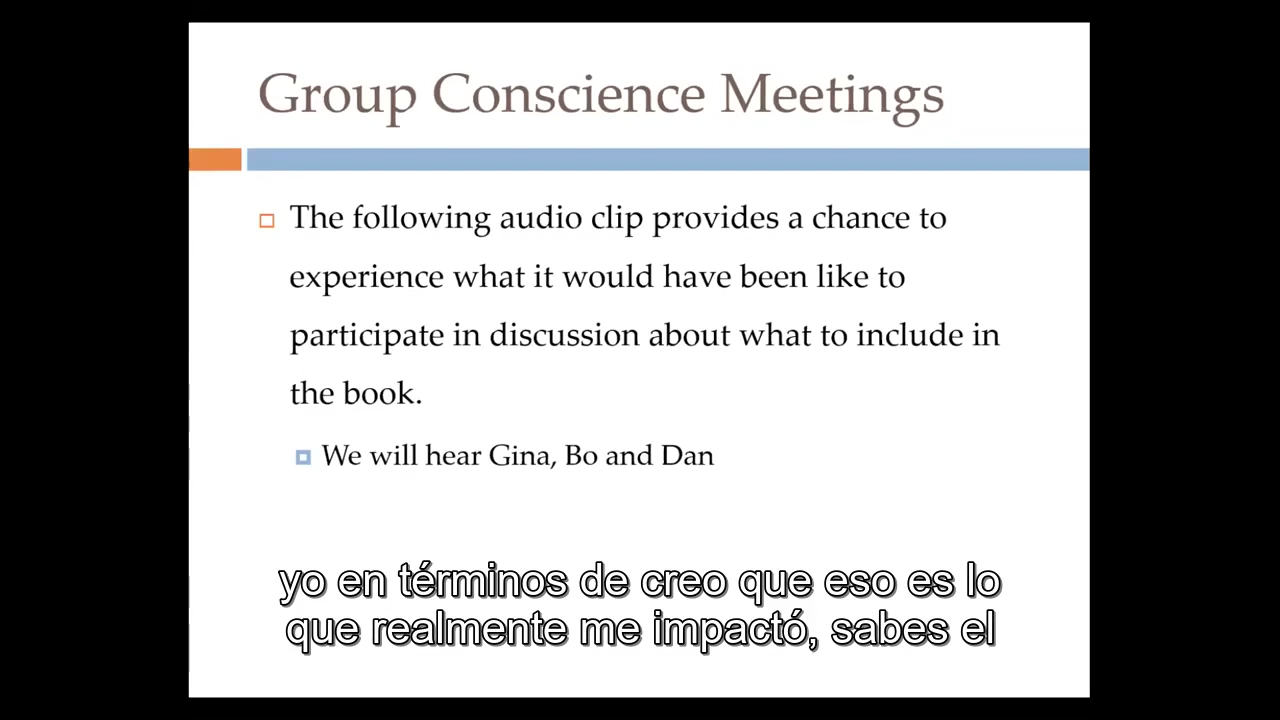 Group Conscience Meetings
The following audio clip provides a chance to
experience what it would have been like to
participate in discussion about what to include in
the book.
We will hear Gina, Bo and Dan
yo en términos de creo que eso es lo
que realmente me impactó, sabes el